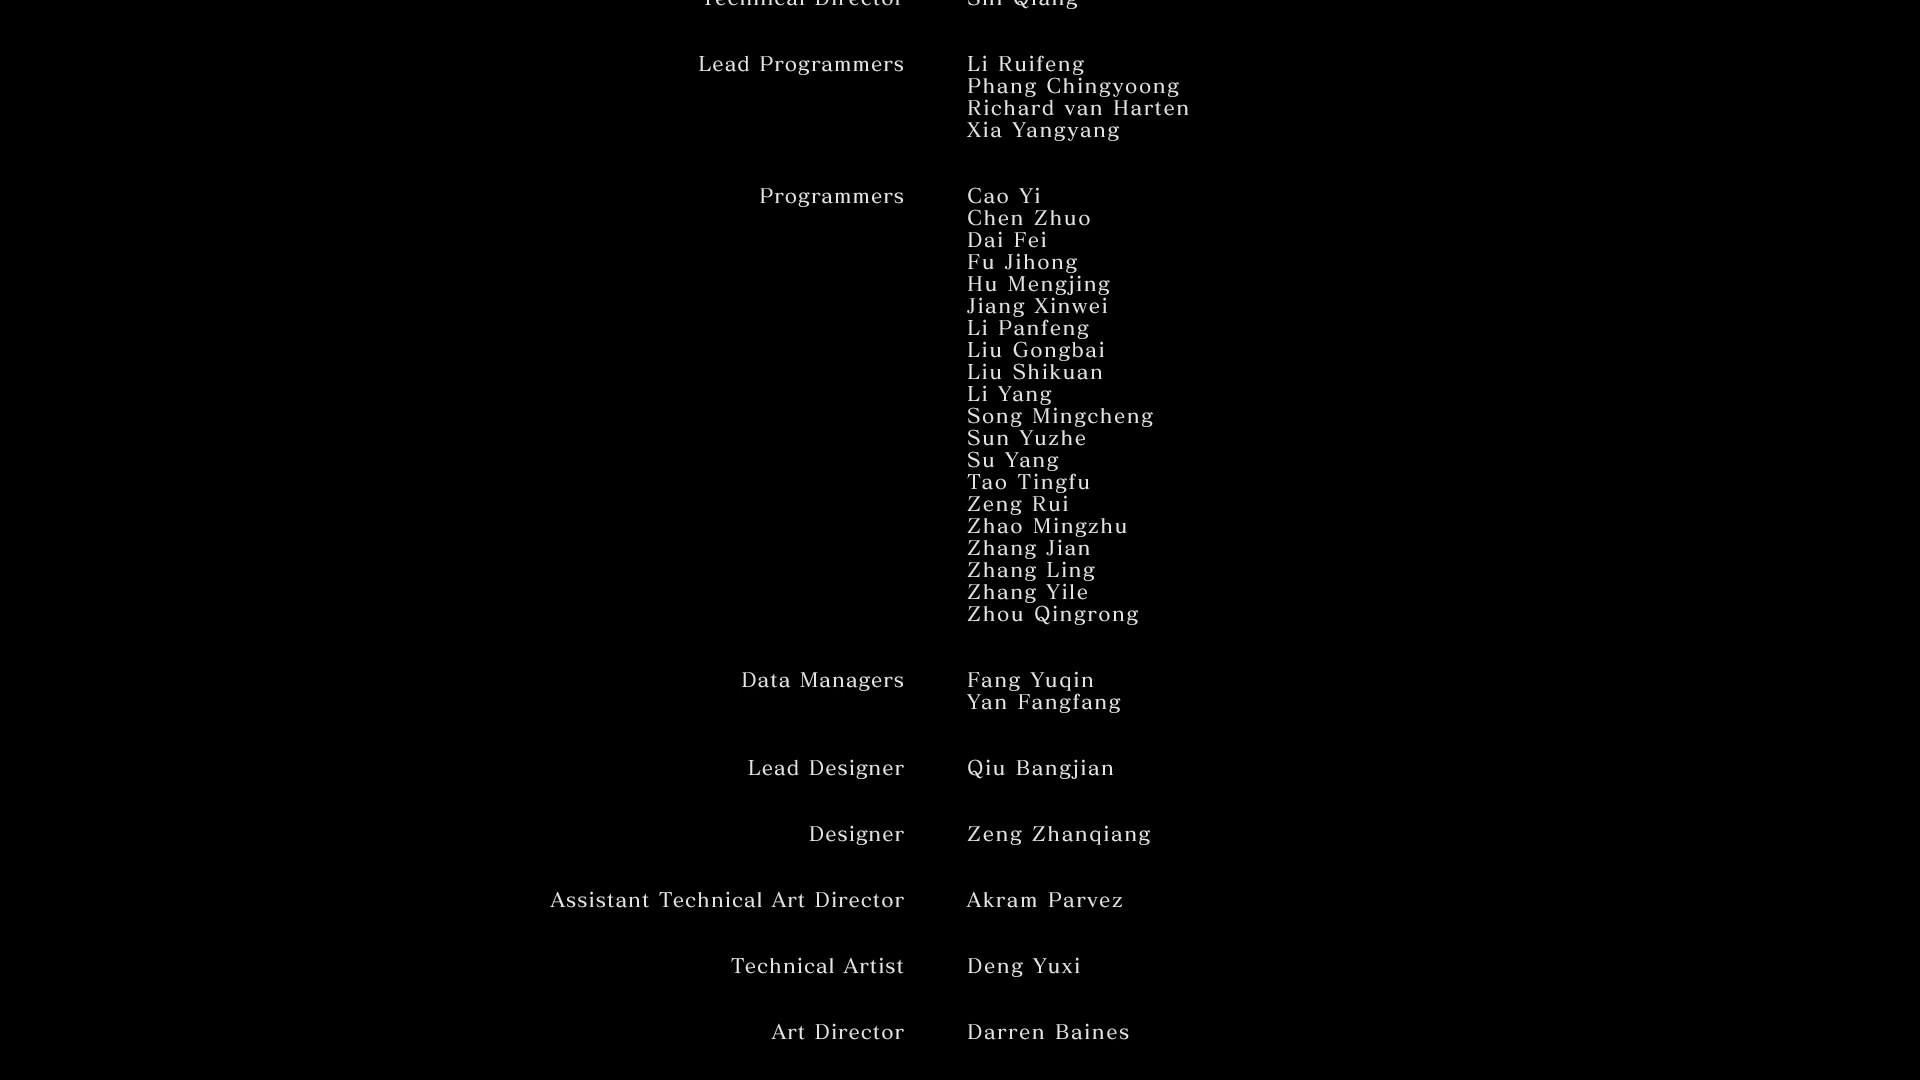 Technical Director Shi Qiang
Lead Programmers Li Ruifeng
Phang Chingyoong
Richard van Harten
Xia Yangyang
Programmers Cao Yi
Chen Zhuo
Dai Fei
Fu Jihong
Hu Mengjing
Jiang Xinwei
Li Panfeng
Liu Gongbai
Liu Shikuan
Li Yang
Song Mingcheng
Sun Yuzhe
Su Yang
Tao Tingfu
Zeng Rui
Zhao Mingzhu
Zhang Jian
Zhang Ling
Zhang Yile
Zhou Qingrong
Data Managers Fang Yuqin
Yan Fangfang
Lead Designer Qiu Bangjian
Designer Zeng Zhanqiang
Assistant Technical Art Director Akram Parvez
Technical Artist Deng Yuxi
Art Director Darren Baines